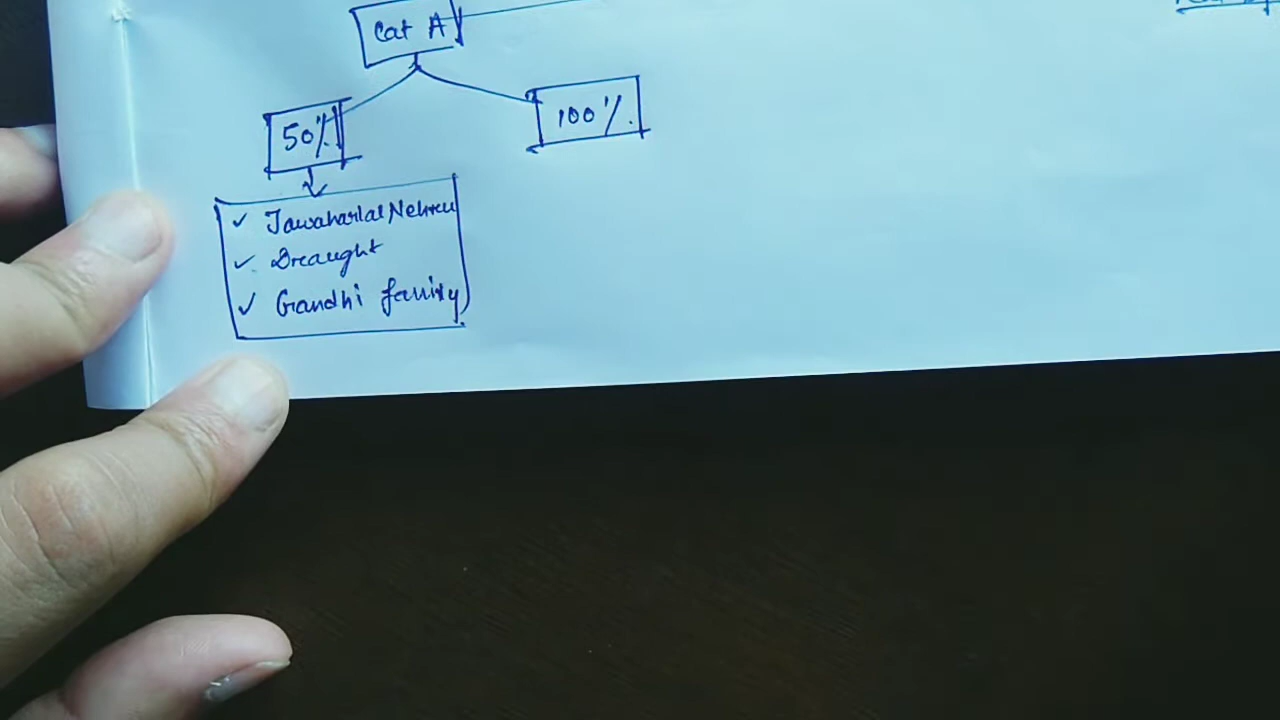 Cat A
50%
100%
✓ Jawaharlal Nehru
✓ Draught
✓ Gandhi family